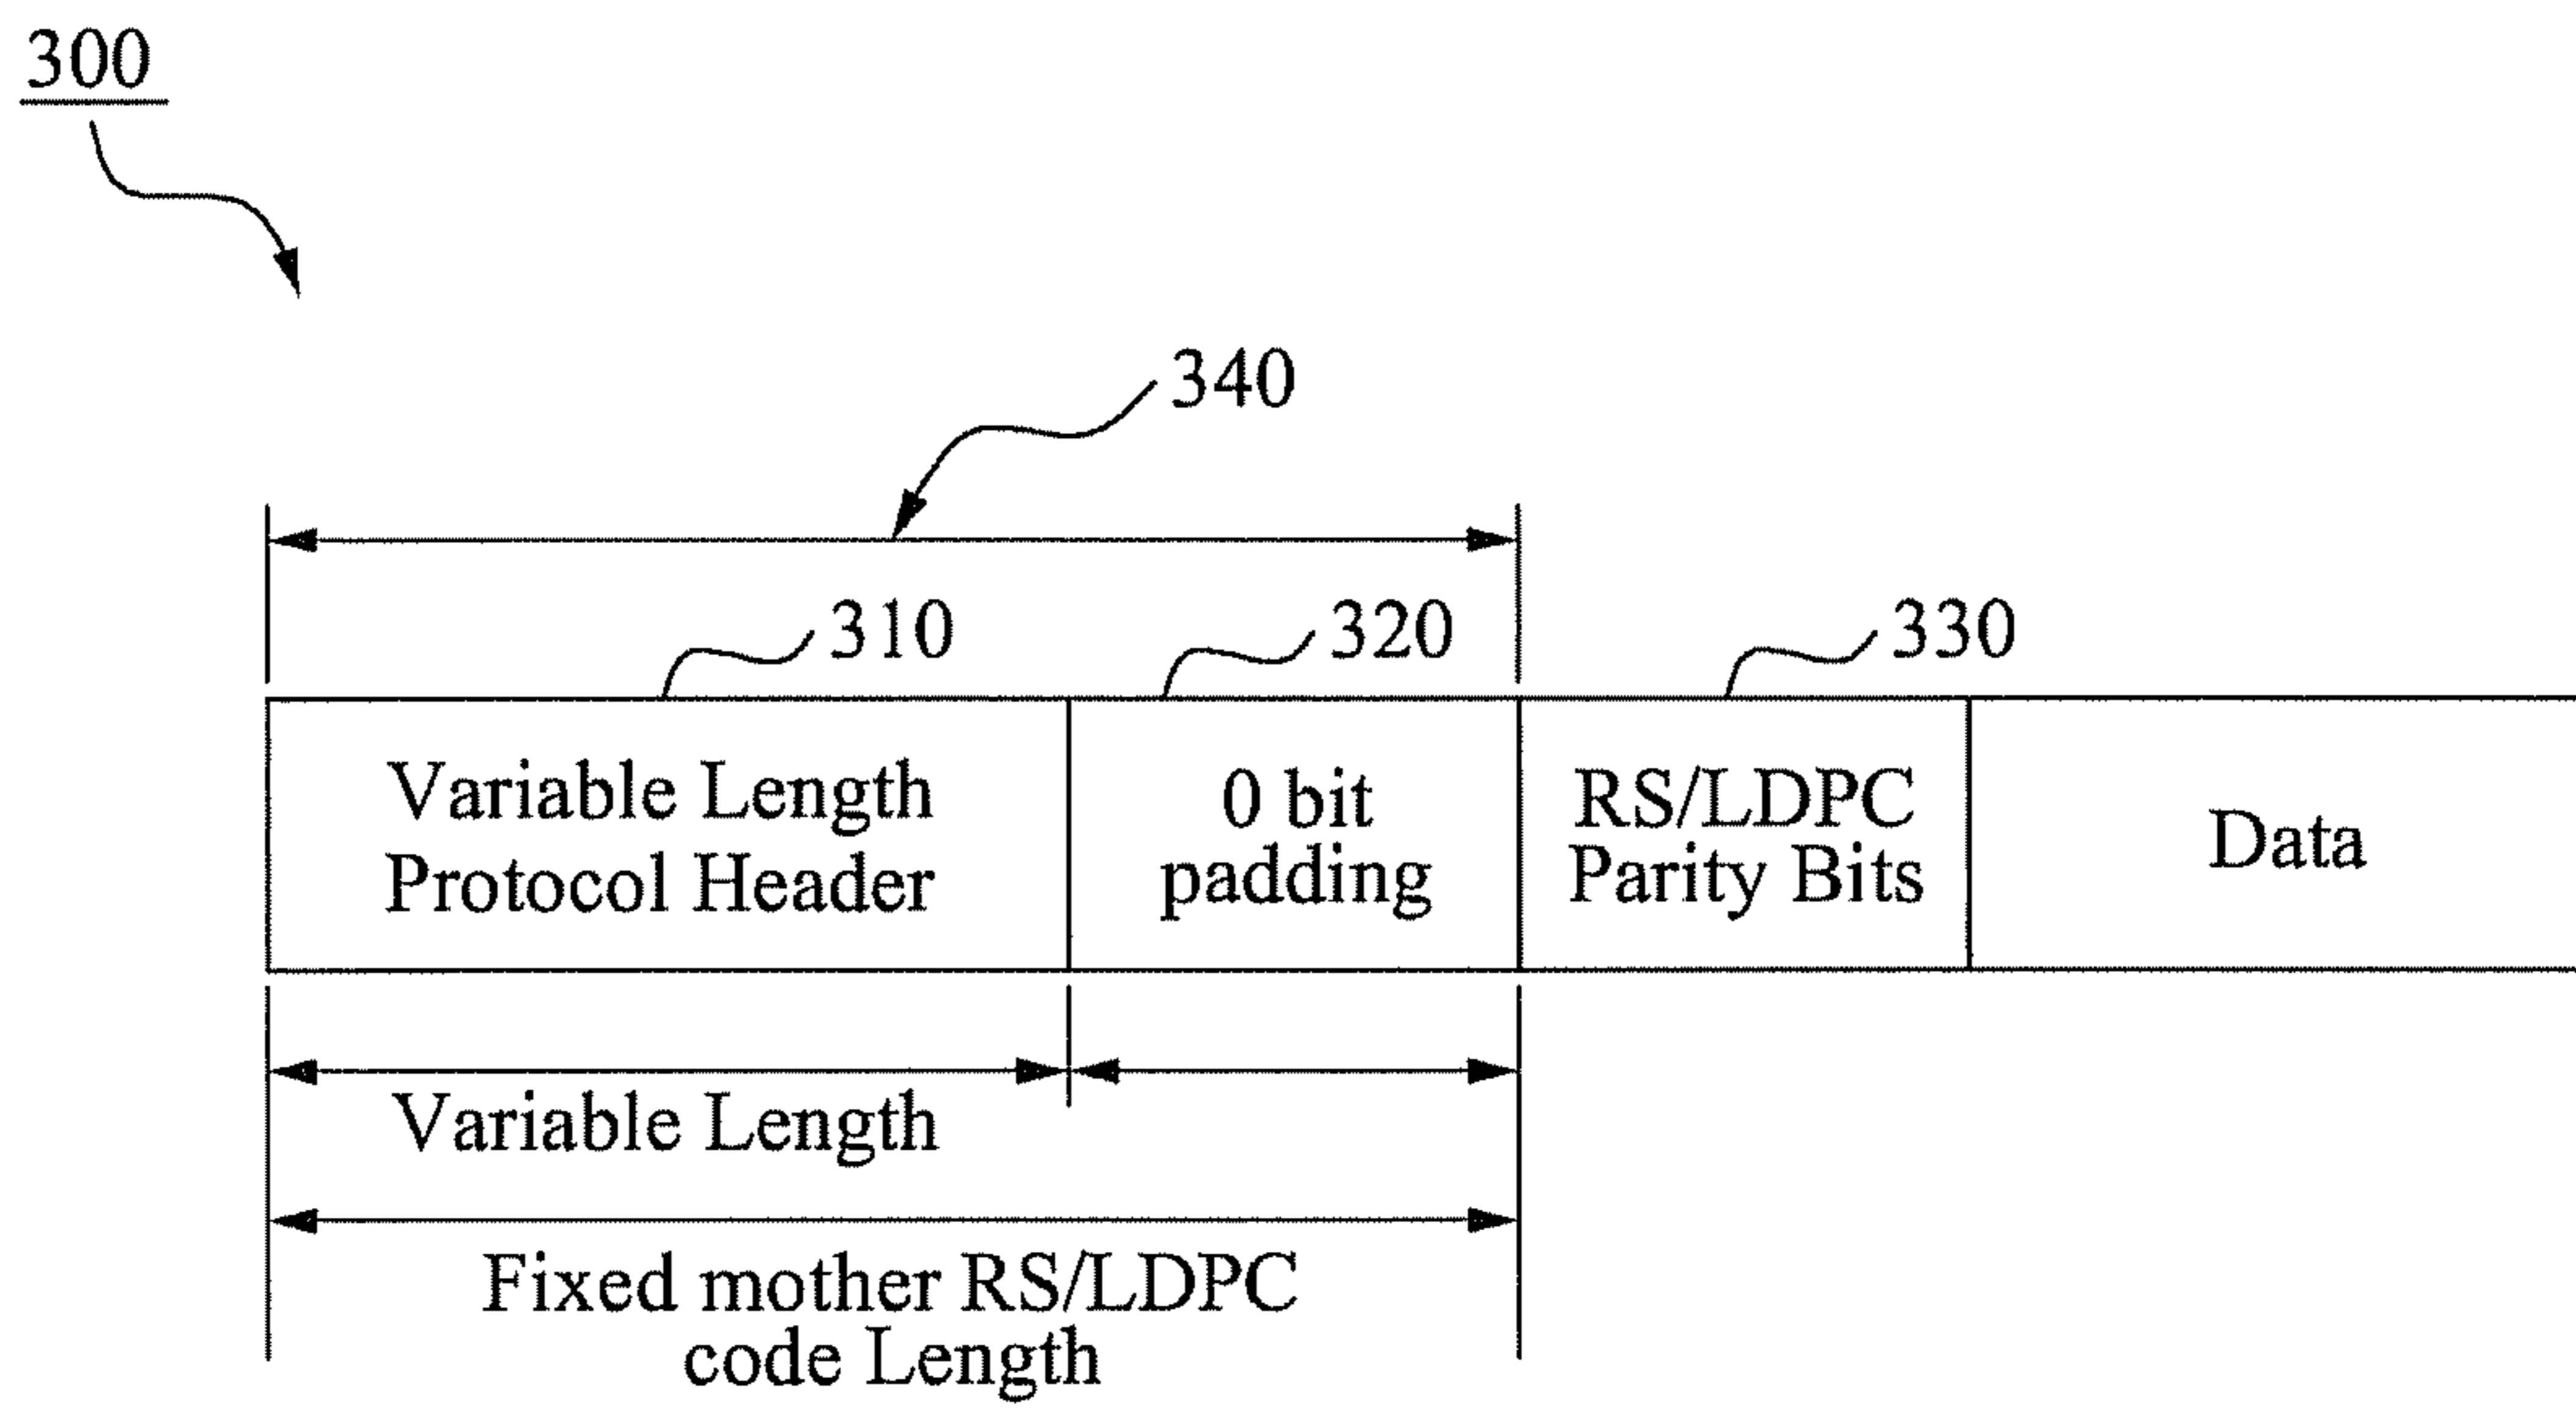 300
340
310
320
330
Variable Length
Protocol Header
0 bit
padding
RS/LDPC
Parity Bits
Data
Variable Length
Fixed mother RS/LDPC
code Length